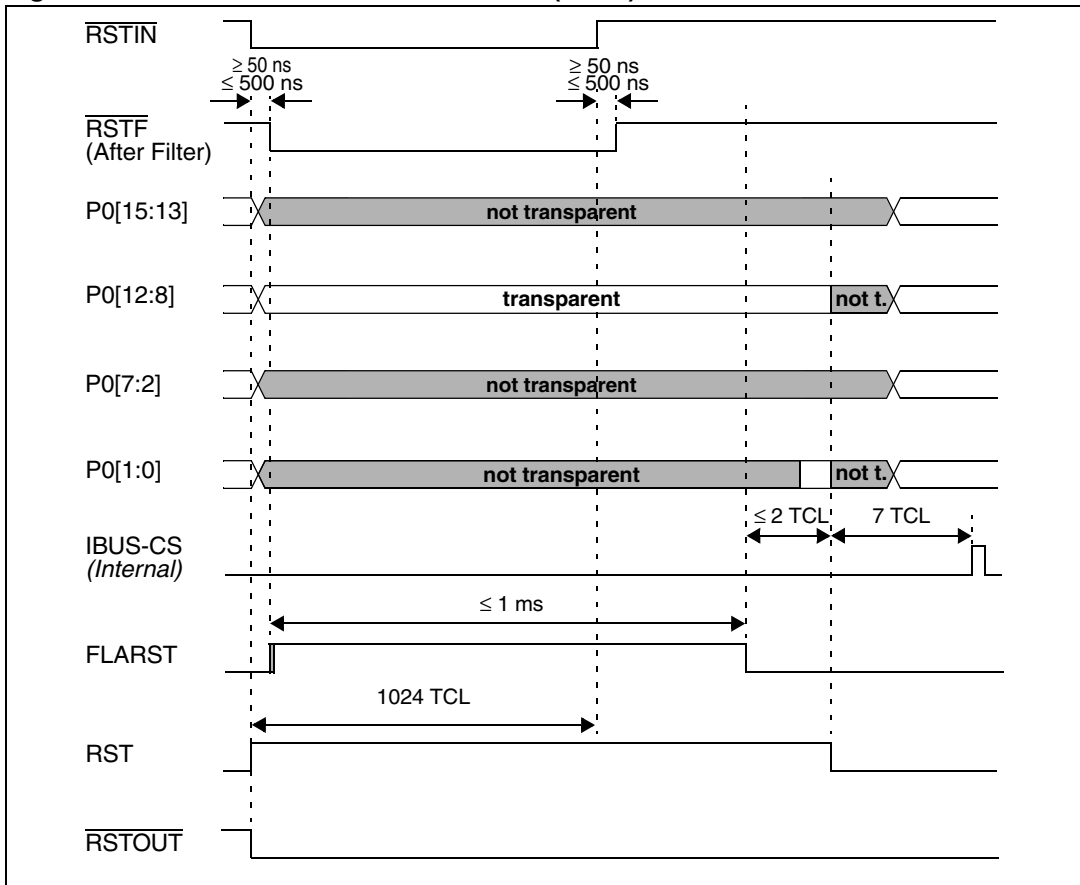 RSTIN
≥ 50 ns ≥ 50 ns
≤ 500 ns ≤ 500 ns
RSTF
(After Filter)
P0[15:13] not transparent
P0[12:8] transparent not t.
P0[7:2] not transparent
P0[1:0] not transparent not t.
≤ 2 TCL 7 TCL
IBUS-CS
(Internal)
≤ 1 ms
FLARST
1024 TCL
RST
RSTOUT